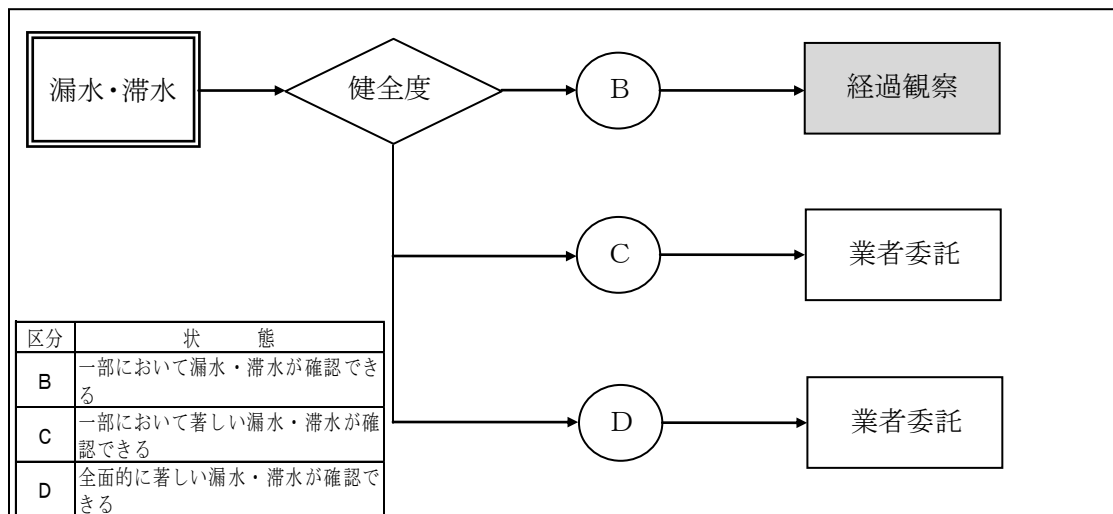 漏水・滞水
健全度
B
経過観察
C
業者委託
D
業者委託
区分 状 態
B 一部において漏水・滞水が確認でき
る
C 一部において著しい漏水・滞水が確
認できる
D 全面的に著しい漏水・滞水が確認で
きる